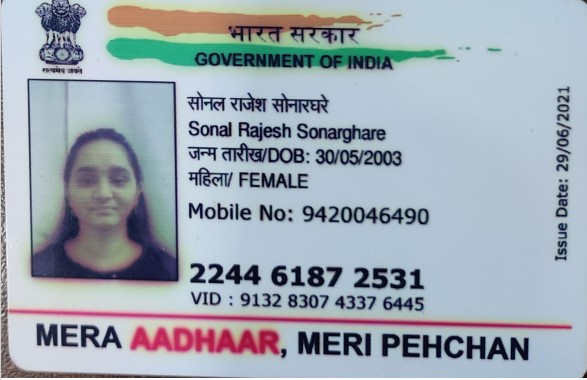 भारत सरकार
GOVERNMENT OF INDIA
सत्यमेव जयते
सोनल राजेश सोनारघरे
Sonal Rajesh Sonarghare
जन्म तारीख/DOB: 30/05/2003
महिला/ FEMALE
Mobile No: 9420046490
2244 6187 2531
VID : 9132 8307 4337 6445
Issue Date: 29/06/2021
MERA AADHAAR, MERI PEHCHAN